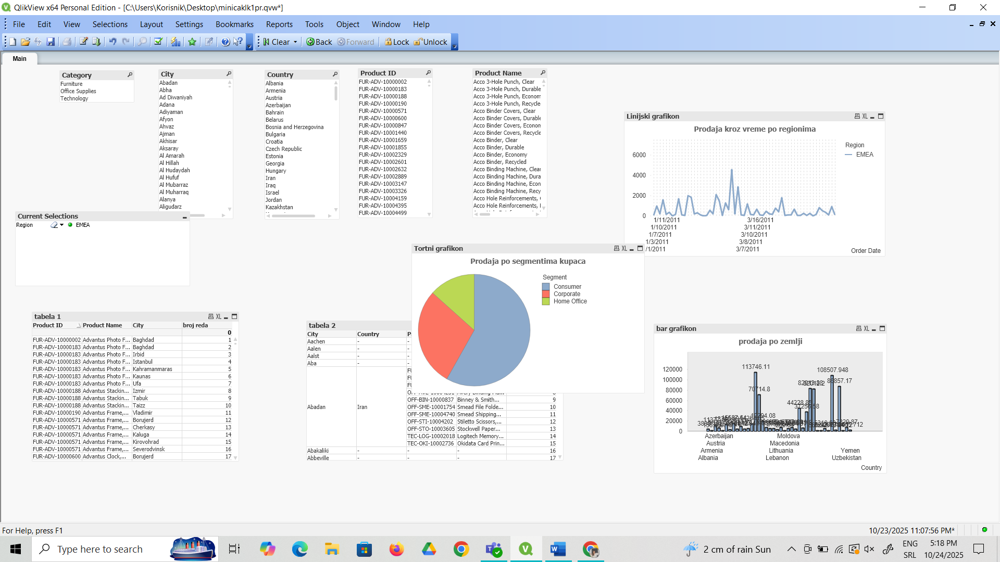 QlikView x64 Personal Edition - [C:\Users\Korisnik\Desktop\minicaklk1pr.qvw*]
File Edit View Selections Layout Settings Bookmarks Reports Tools Object Window Help
Clear Back Forward Lock Unlock
Main
Category
Furniture
Office Supplies
Technology
City
Abadan
Abha
Ad Diwaniyah
Adana
Adiyaman
Afyon
Ahvaz
Ajman
Akhisar
Aksaray
Al Amarah
Al Hillah
Al Hudaydah
Al Hufuf
Al Mubarraz
Al Muharraq
Alanya
Aligudarz
Country
Albania
Armenia
Austria
Azerbaijan
Bahrain
Belarus
Bosnia and Herzegovina
Bulgaria
Croatia
Czech Republic
Estonia
Georgia
Hungary
Iran
Iraq
Israel
Jordan
Kazakhstan
Product ID
FUR-ADV-10000002
FUR-ADV-10000183
FUR-ADV-10000188
FUR-ADV-10000190
FUR-ADV-10000571
FUR-ADV-10000600
FUR-ADV-10000847
FUR-ADV-10001440
FUR-ADV-10001659
FUR-ADV-10001855
FUR-ADV-10002329
FUR-ADV-10002601
FUR-ADV-10002632
FUR-ADV-10002889
FUR-ADV-10003147
FUR-ADV-10003326
FUR-ADV-10004159
FUR-ADV-10004395
FUR-ADV-10004499
Product Name
Acco 3-Hole Punch, Clear
Acco 3-Hole Punch, Durable
Acco 3-Hole Punch, Econom
Acco 3-Hole Punch, Recycle
Acco Binder Covers, Clear
Acco Binder Covers, Durable
Acco Binder Covers, Econom
Acco Binder Covers, Recycle
Acco Binder, Clear
Acco Binder, Durable
Acco Binder, Economy
Acco Binder, Recycled
Acco Binding Machine, Clear
Acco Binding Machine, Dura
Acco Binding Machine, Econ
Acco Binding Machine, Recy
Acco Hole Reinforcements,
Acco Hole Reinforcements,
Linijski grafikon XL
Prodaja kroz vreme po regionima
Region
EMEA
6000
4000
2000
0
1/11/2011 3/16/2011
1/10/2011 3/11/2011
1/7/2011 3/10/2011
1/3/2011 3/8/2011
/1/2011 3/7/2011
Order Date
Current Selections
Region EMEA
Tortni grafikon XL
Prodaja po segmentima kupaca
Segment
Consumer
Corporate
Home Office
tabela 1 XL
Product ID Product Name City broj reda
0
FUR-ADV-10000002 Advantus Photo F... Baghdad 1
FUR-ADV-10000183 Advantus Photo F... Baghdad 2
FUR-ADV-10000183 Advantus Photo F... Irbid 3
FUR-ADV-10000183 Advantus Photo F... Istanbul 4
FUR-ADV-10000183 Advantus Photo F... Kahramanmaras 5
FUR-ADV-10000183 Advantus Photo F... Kaunas 6
FUR-ADV-10000183 Advantus Photo F... Ufa 7
FUR-ADV-10000188 Advantus Stackin... Izmir 8
FUR-ADV-10000188 Advantus Stackin... Tabuk 9
FUR-ADV-10000188 Advantus Stackin... Taizz 10
FUR-ADV-10000190 Advantus Frame,... Vladimir 11
FUR-ADV-10000571 Advantus Frame,... Borujerd 12
FUR-ADV-10000571 Advantus Frame,... Cherkasy 13
FUR-ADV-10000571 Advantus Frame,... Kaluga 14
FUR-ADV-10000571 Advantus Frame,... Kirovohrad 15
FUR-ADV-10000571 Advantus Frame,... Severodvinsk 16
FUR-ADV-10000600 Advantus Clock,... Borujerd 17
tabela 2
City Country P
Aachen - -
Aalen - -
Aalst - -
Aba - -
Abadan Iran
OFF-BIN-10000837 Binney & Smith... 9
OFF-SME-10001754 Smead File Folde... 10
OFF-SME-10004740 Smead Shipping... 11
OFF-STI-10004202 Stiletto Scissors,... 12
OFF-STO-10003605 Stockwell Paper... 13
TEC-LOG-10002018 Logitech Memory... 14
TEC-OKI-10002736 Okidata Card Prin... 15
Abakaliki - - - 16
Abbeville - - - 17
bar grafikon XL
prodaja po zemlji
120000
100000
80000
60000
40000
20000
0
113746.11
108507.948
70714.8
Azerbaijan Moldova
Austria Macedonia
Armenia Lithuania Yemen
Albania Lebanon Uzbekistan
Country
For Help, press F1
10/23/2025 11:07:56 PM*
Type here to search
2 cm of rain Sun
ENG
SRL
5:18 PM
10/24/2025